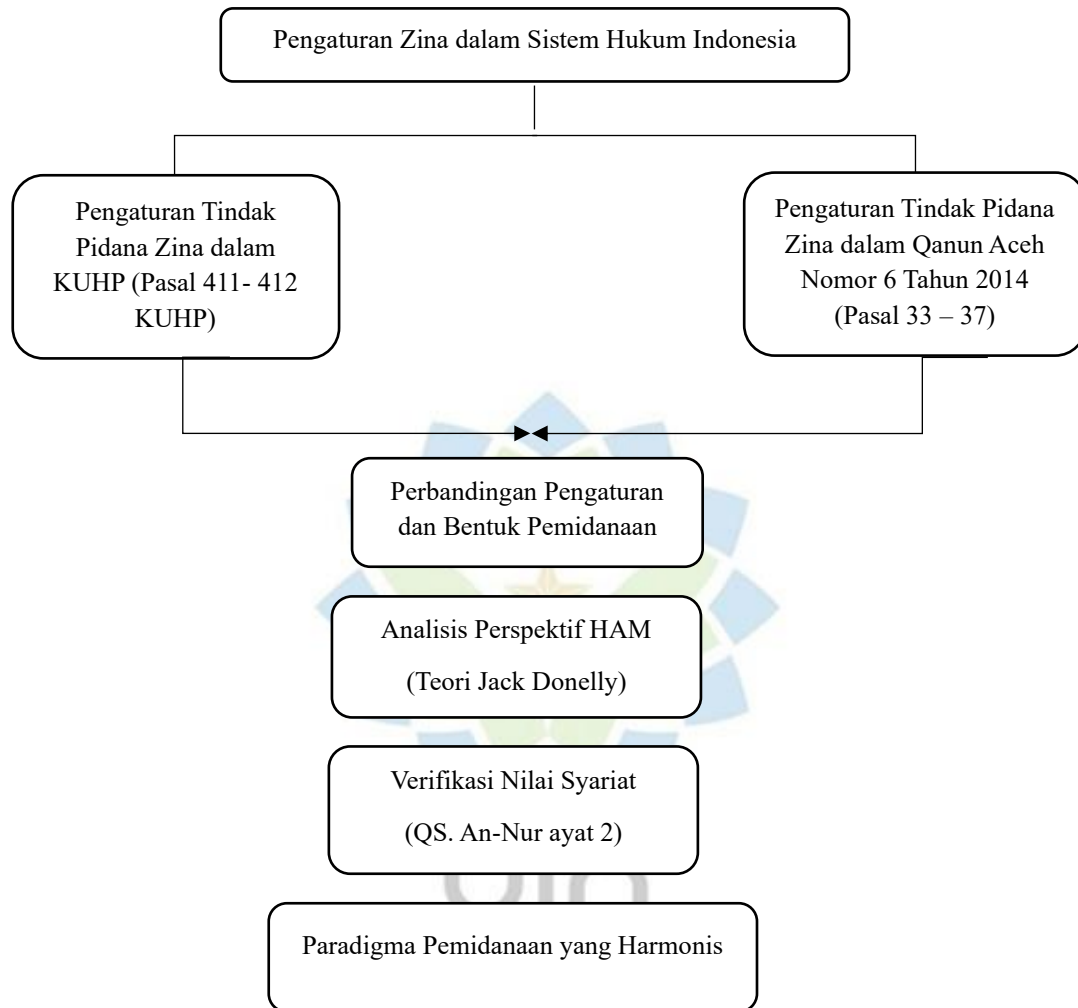 Pengaturan Zina dalam Sistem Hukum Indonesia
Pengaturan Tindak
Pidana Zina dalam
KUHP (Pasal 411- 412
KUHP)
Pengaturan Tindak Pidana
Zina dalam Qanun Aceh
Nomor 6 Tahun 2014
(Pasal 33 – 37)
Perbandingan Pengaturan
dan Bentuk Pemidanaan
Analisis Perspektif HAM
(Teori Jack Donelly)
Verifikasi Nilai Syariat
(QS. An-Nur ayat 2)
uin
Paradigma Pemidanaan yang Harmonis